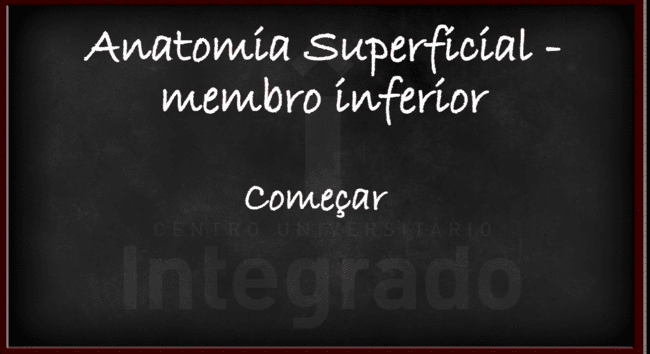 Anatomia Superficial -
membro inferior
Começar
CENTRO UNIVERSITÁRIO
Integrado